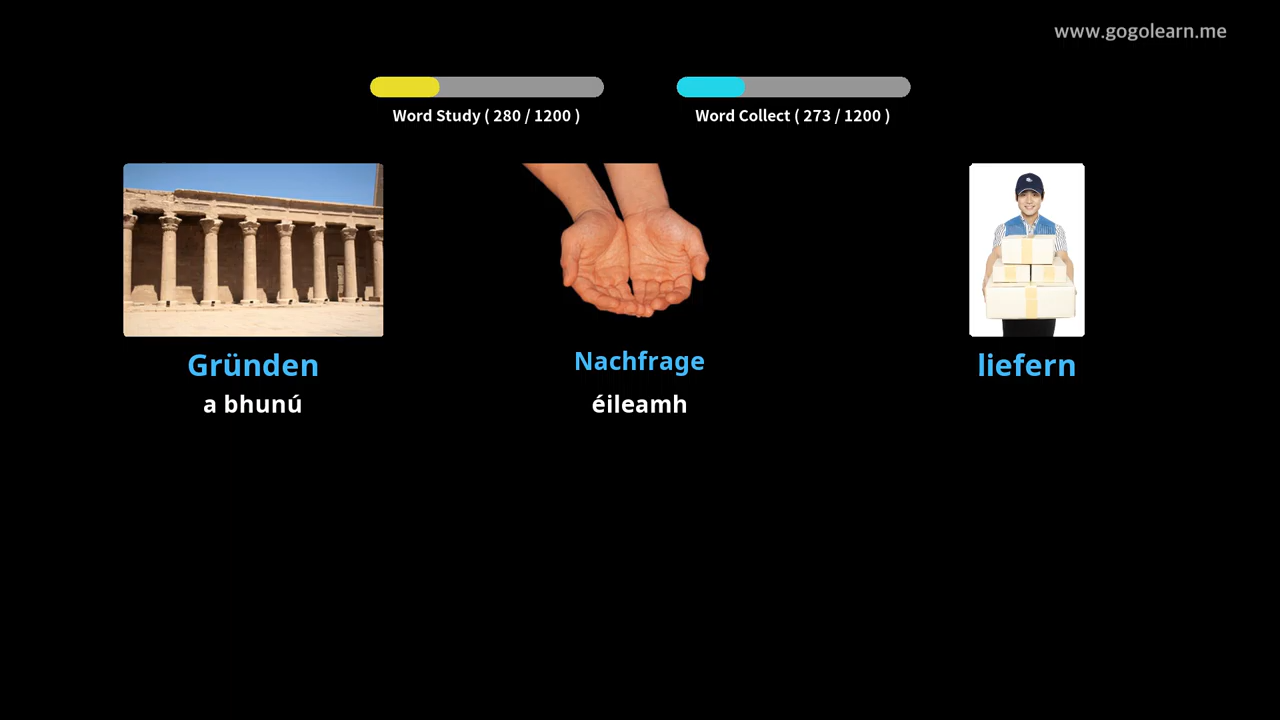 www.gogolearn.me
Word Study ( 280 / 1200 )
Word Collect ( 273 / 1200 )
Gründen
a bhunú
Nachfrage
éileamh
liefern